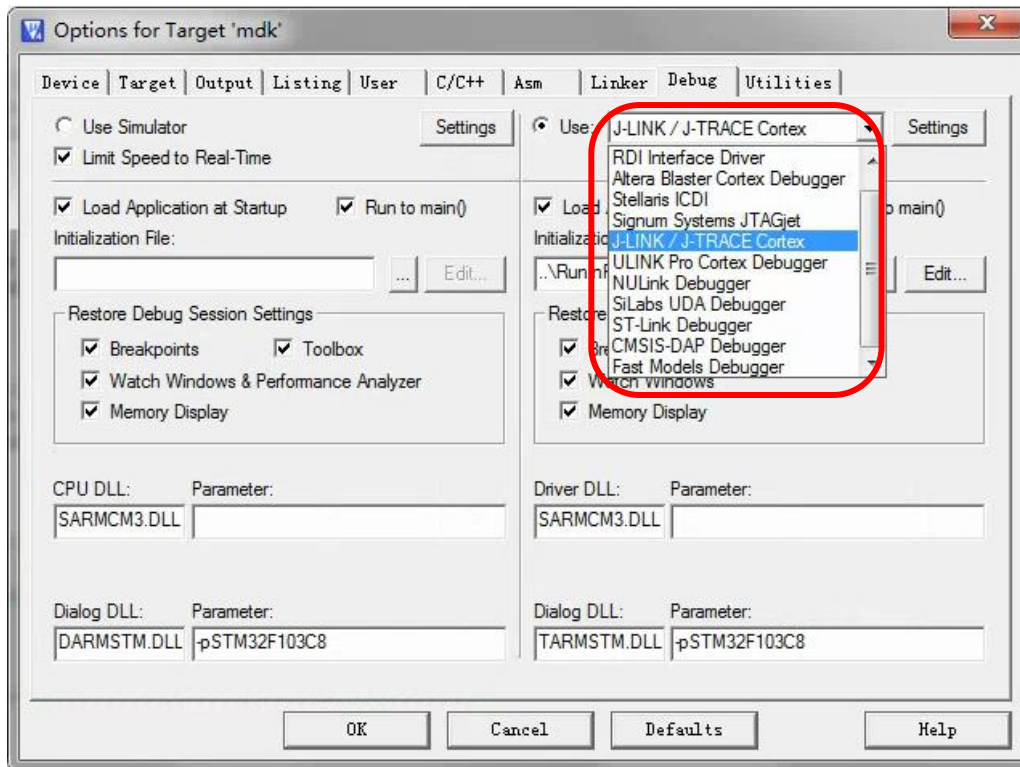 Options for Target 'mdk'
Device Target Output Listing User C/C++ Asm Linker Debug Utilities
Use Simulator Settings Use: J-LINK / J-TRACE Cortex Settings
Limit Speed to Real-Time
RDI Interface Driver
Altera Blaster Cortex Debugger
Stellaris ICDI
Signum Systems JTAGjet
J-LINK / J-TRACE Cortex
ULINK Pro Cortex Debugger
NULink Debugger
SiLabs UDA Debugger
ST-Link Debugger
CMSIS-DAP Debugger
Fast Models Debugger
Load Application at Startup Run to main() main()
Initialization File:
... Edit... Edit...
Restore Debug Session Settings
Breakpoints Toolbox
Watch Windows & Performance Analyzer Watch Windows
Memory Display Memory Display
CPU DLL: Parameter: Driver DLL: Parameter:
SARMCM3.DLL SARMCM3.DLL
Dialog DLL: Parameter: Dialog DLL: Parameter:
DARMSTM.DLL -pSTM32F103C8 TARMSTM.DLL -pSTM32F103C8
OK Cancel Defaults Help